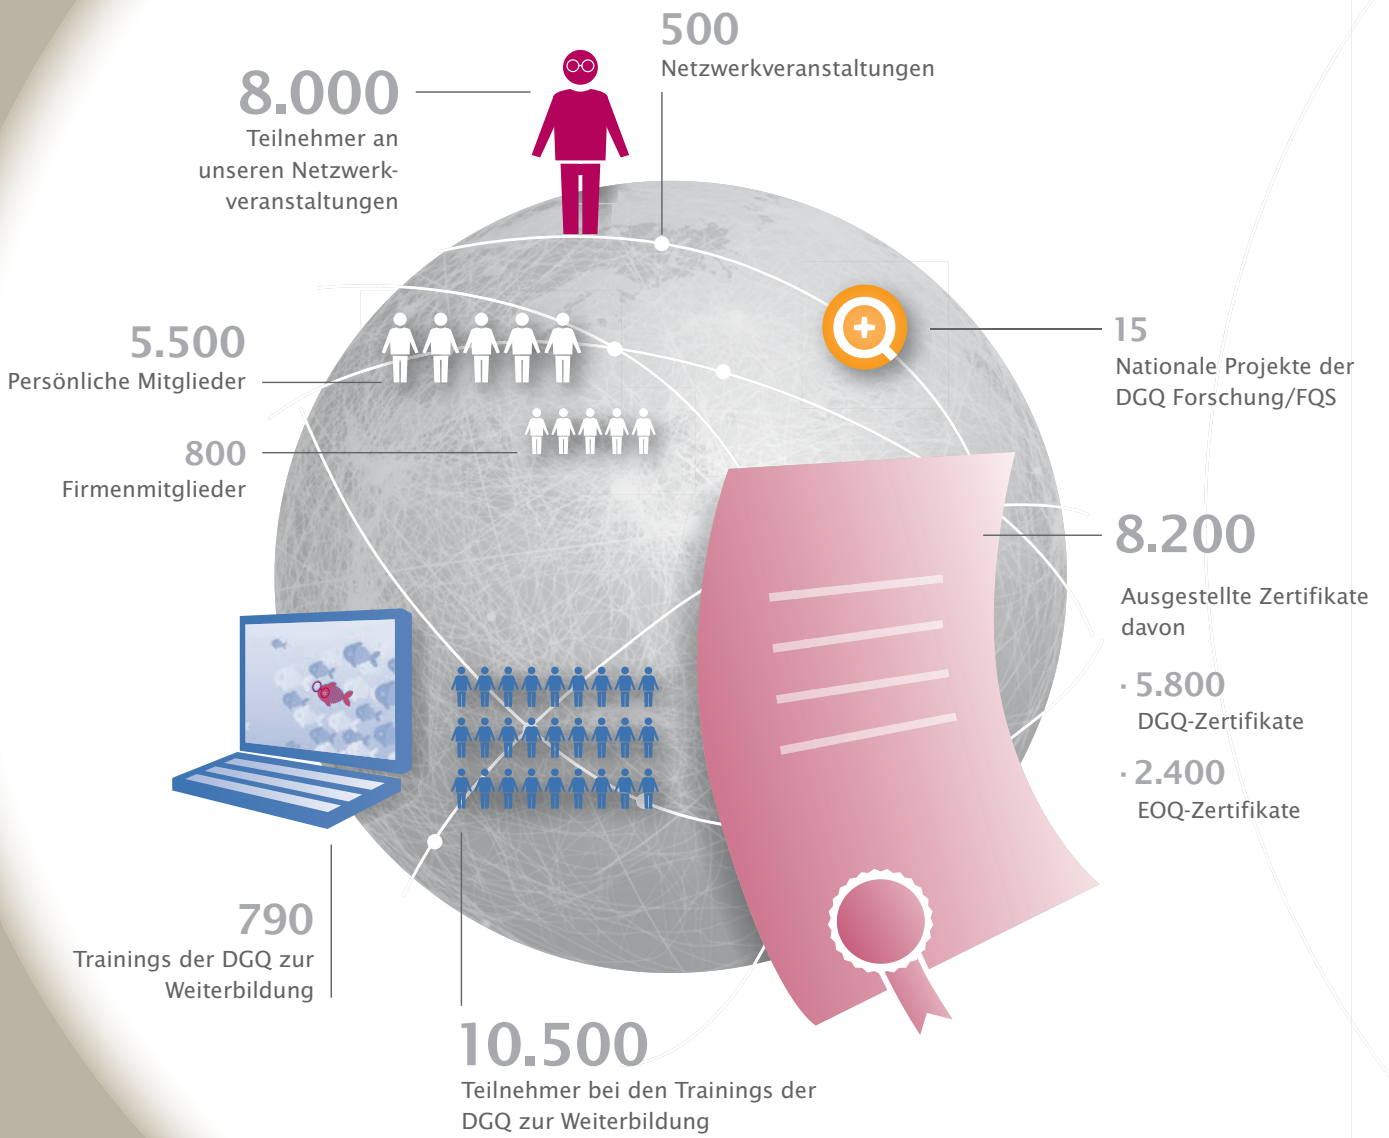 500
Netzwerkveranstaltungen
8.000
Teilnehmer an
unseren Netzwerk-
veranstaltungen
5.500
Persönliche Mitglieder
800
Firmenmitglieder
15
Nationale Projekte der
DGQ Forschung/FQS
8.200
Ausgestellte Zertifikate
davon
· 5.800
DGQ-Zertifikate
· 2.400
EOQ-Zertifikate
790
Trainings der DGQ zur
Weiterbildung
10.500
Teilnehmer bei den Trainings der
DGQ zur Weiterbildung